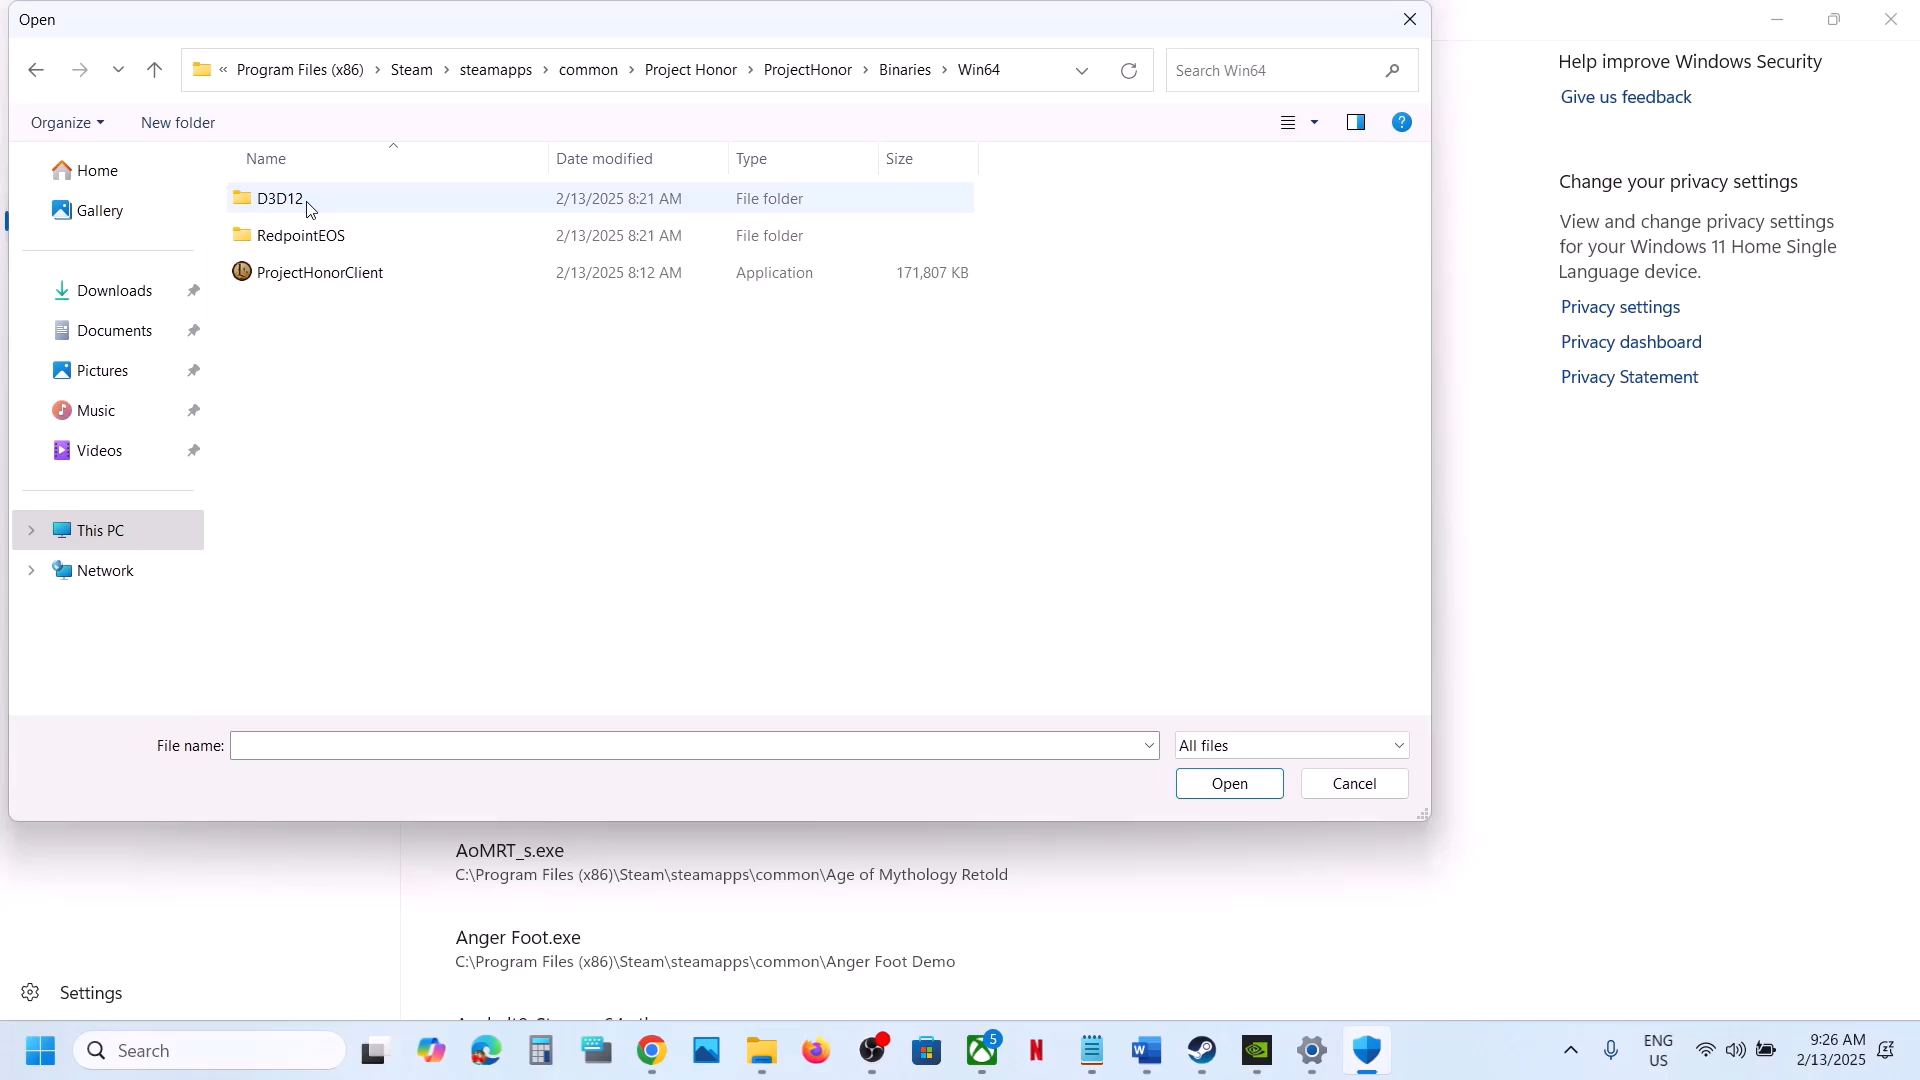 Open
« Program Files (x86) > Steam > steamapps > common > Project Honor > ProjectHonor > Binaries > Win64
Search Win64
Organize
New folder
Name
Date modified
Type
Size
Home
Gallery
Downloads
Documents
Pictures
Music
Videos
This PC
Network
D3D12
2/13/2025 8:21 AM
File folder
RedpointEOS
2/13/2025 8:21 AM
File folder
ProjectHonorClient
2/13/2025 8:12 AM
Application
171,807 KB
File name:
All files
Open
Cancel
Help improve Windows Security
Give us feedback
Change your privacy settings
View and change privacy settings
for your Windows 11 Home Single
Language device.
Privacy settings
Privacy dashboard
Privacy Statement
AoMRT_s.exe
C:\Program Files (x86)\Steam\steamapps\common\Age of Mythology Retold
Anger Foot.exe
C:\Program Files (x86)\Steam\steamapps\common\Anger Foot Demo
Settings
Search
5
ENG
US
9:26 AM
2/13/2025